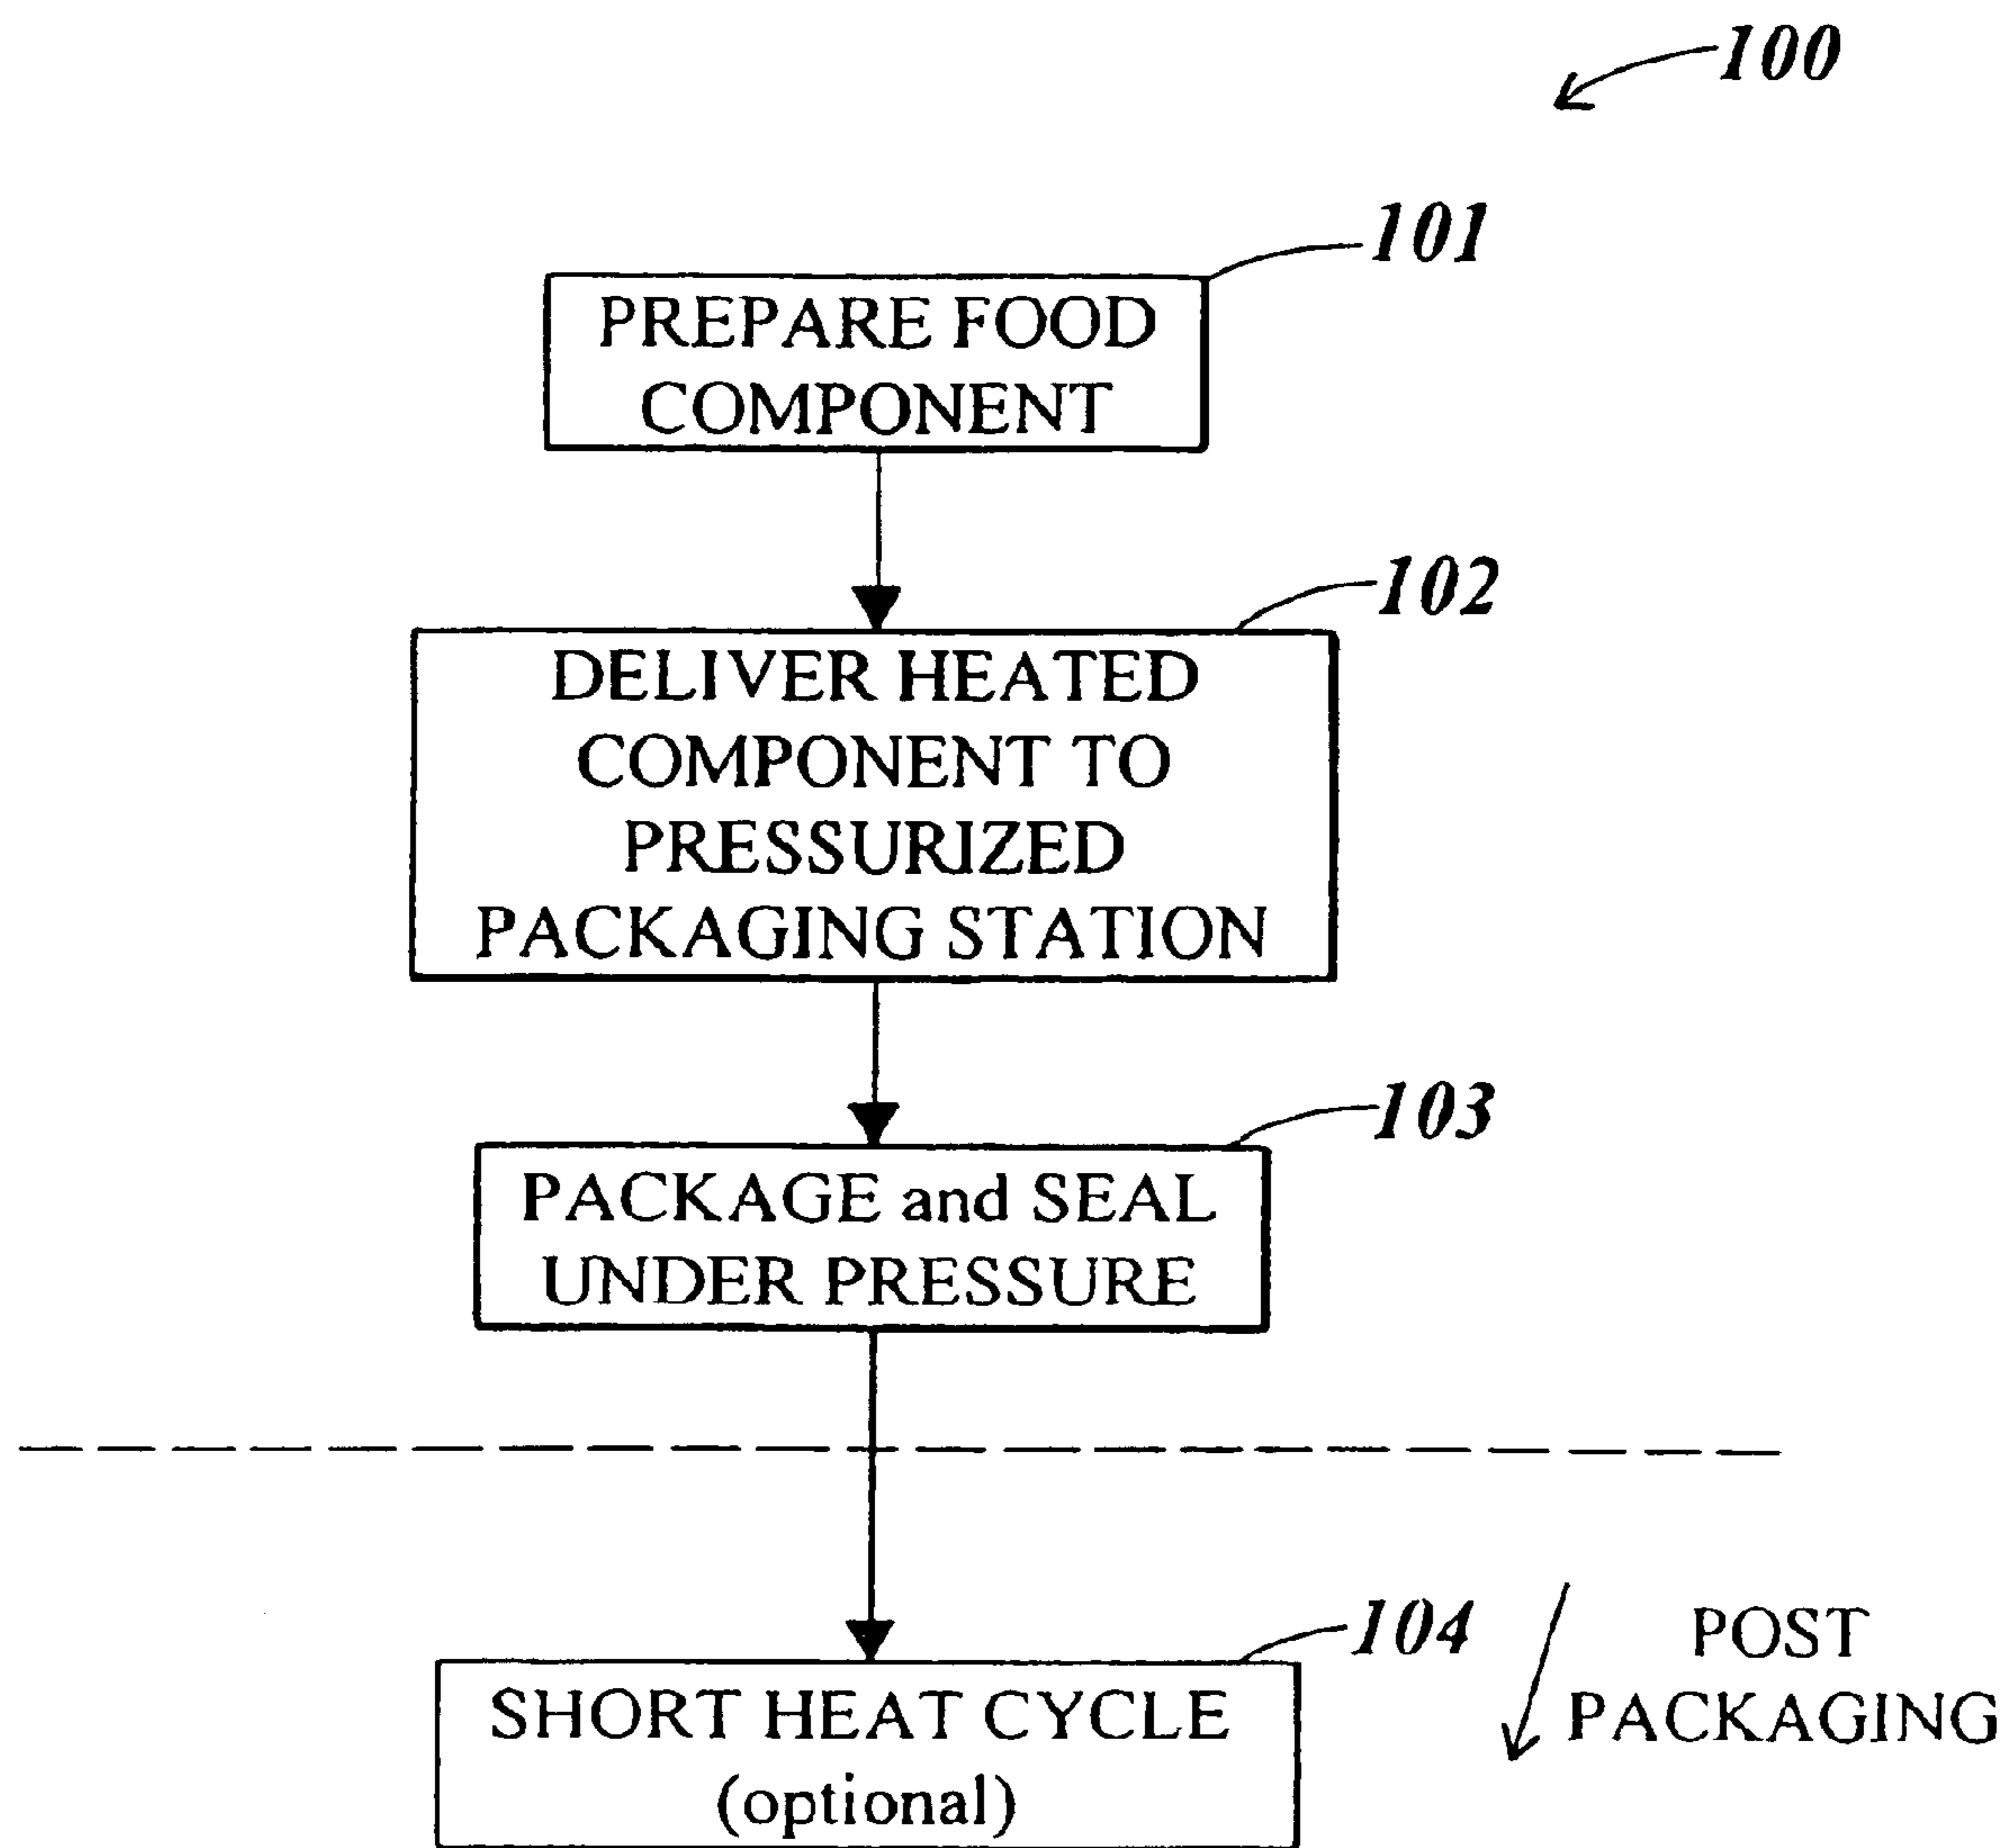 100
101
PREPARE FOOD
COMPONENT
102
DELIVER HEATED
COMPONENT TO
PRESSURIZED
PACKAGING STATION
103
PACKAGE and SEAL
UNDER PRESSURE
104
SHORT HEAT CYCLE
(optional)
POST
PACKAGING